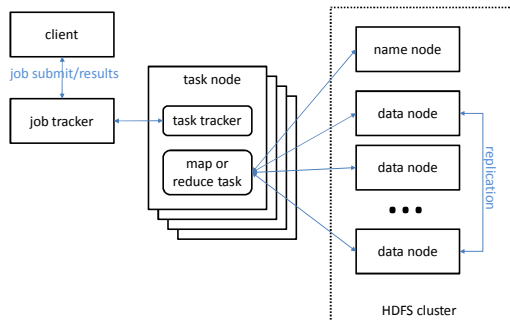 client
job submit/results
job tracker
task node
task tracker
map or
reduce task
name node
data node
data node
data node
replication
HDFS cluster